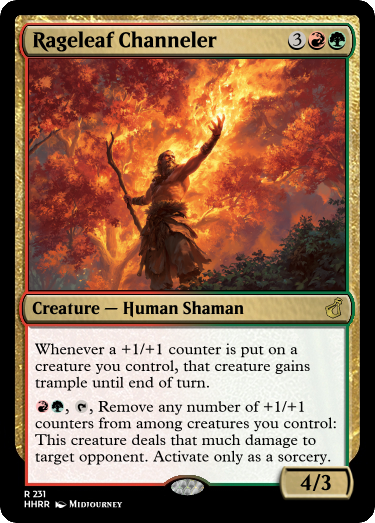 Rageleaf Channeler 3
Creature — Human Shaman
Whenever a +1/+1 counter is put on a
creature you control, that creature gains
trample until end of turn.
, , Remove any number of +1/+1
counters from among creatures you control:
This creature deals that much damage to
target opponent. Activate only as a sorcery.
4/3
R 231
HHRR MIDJOURNEY